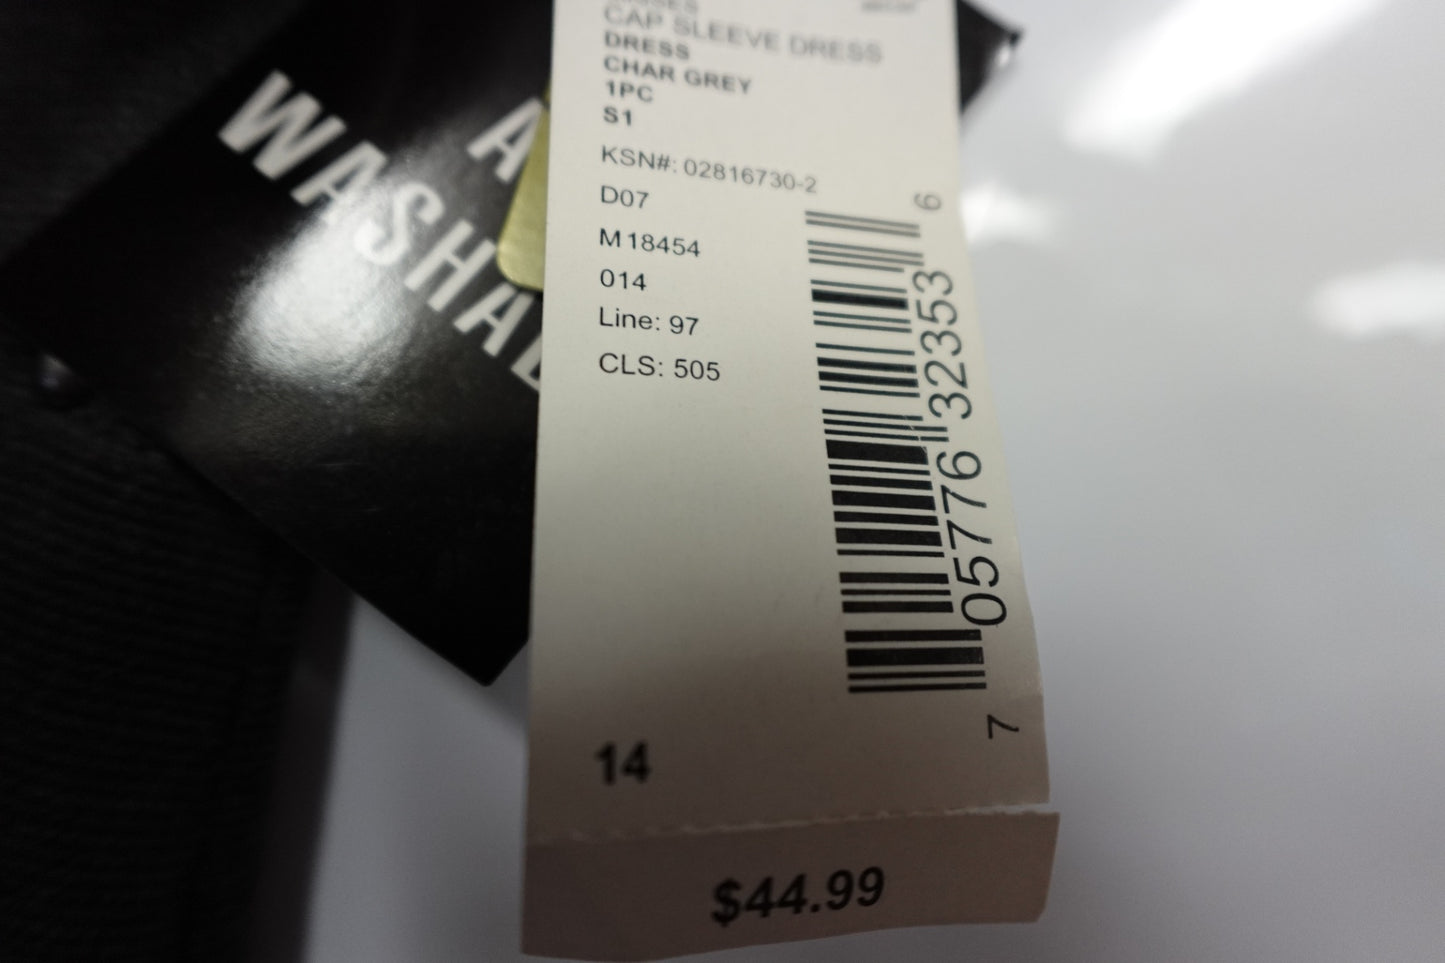 CAP SLEEVE DRESS
DRESS
CHAR GREY
1PC
S1
KSN#: 02816730-2
D07
M18454
014
Line: 97
CLS: 505
7 05776 32353 6
14
$44.99
A
WASHAB